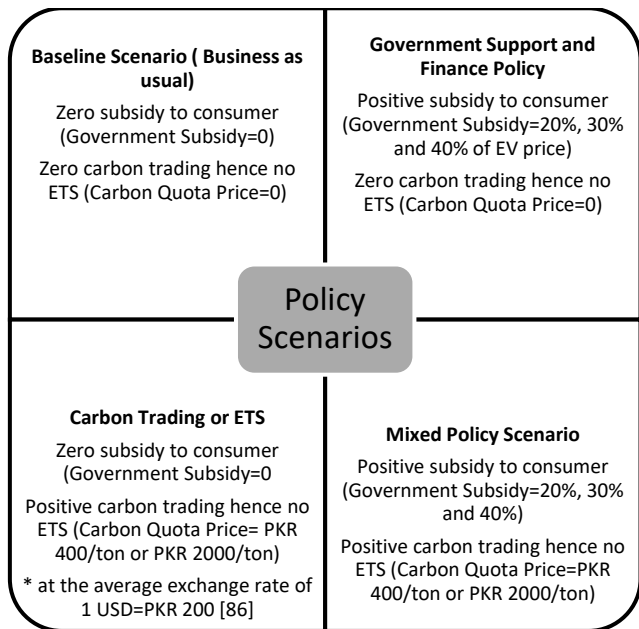 Baseline Scenario ( Business as
usual)
Zero subsidy to consumer
(Government Subsidy=0)
Zero carbon trading hence no
ETS (Carbon Quota Price=0)
Government Support and
Finance Policy
Positive subsidy to consumer
(Government Subsidy=20%, 30%
and 40% of EV price)
Zero carbon trading hence no
ETS (Carbon Quota Price=0)
Policy
Scenarios
Carbon Trading or ETS
Zero subsidy to consumer
(Government Subsidy=0
Positive carbon trading hence no
ETS (Carbon Quota Price= PKR
400/ton or PKR 2000/ton)
* at the average exchange rate of
1 USD=PKR 200 [86]
Mixed Policy Scenario
Positive subsidy to consumer
(Government Subsidy=20%, 30%
and 40%)
Positive carbon trading hence no
ETS (Carbon Quota Price=PKR
400/ton or PKR 2000/ton)